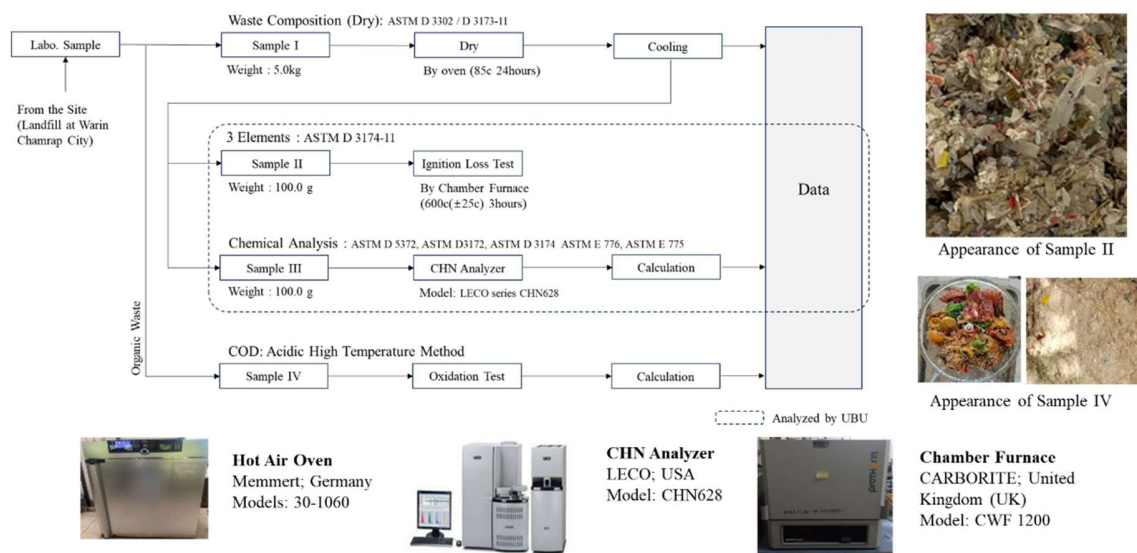 Waste Composition (Dry): ASTM D 3302 / D 3173-11
Labo. Sample
Sample I
Dry
Cooling
Weight : 5.0kg
By oven (85c 24hours)
From the Site
(Landfill at Warin
Chamrap City)
3 Elements : ASTM D 3174-11
Sample II
Ignition Loss Test
Weight : 100.0 g
By Chamber Furnace
(600c(±25c) 3hours)
Data
Appearance of Sample II
Chemical Analysis : ASTM D 5372, ASTM D3172, ASTM D 3174 ASTM E 776, ASTM E 775
Sample III
CHN Analyzer
Calculation
Weight : 100.0 g
Model: LECO series CHN628
Organic Waste
COD: Acidic High Temperature Method
Sample IV
Oxidation Test
Calculation
Appearance of Sample IV
Analyzed by UBU
Hot Air Oven
Memmert; Germany
Models: 30-1060
CHN Analyzer
LECO; USA
Model: CHN628
Chamber Furnace
CARBORITE; United
Kingdom (UK)
Model: CWF 1200